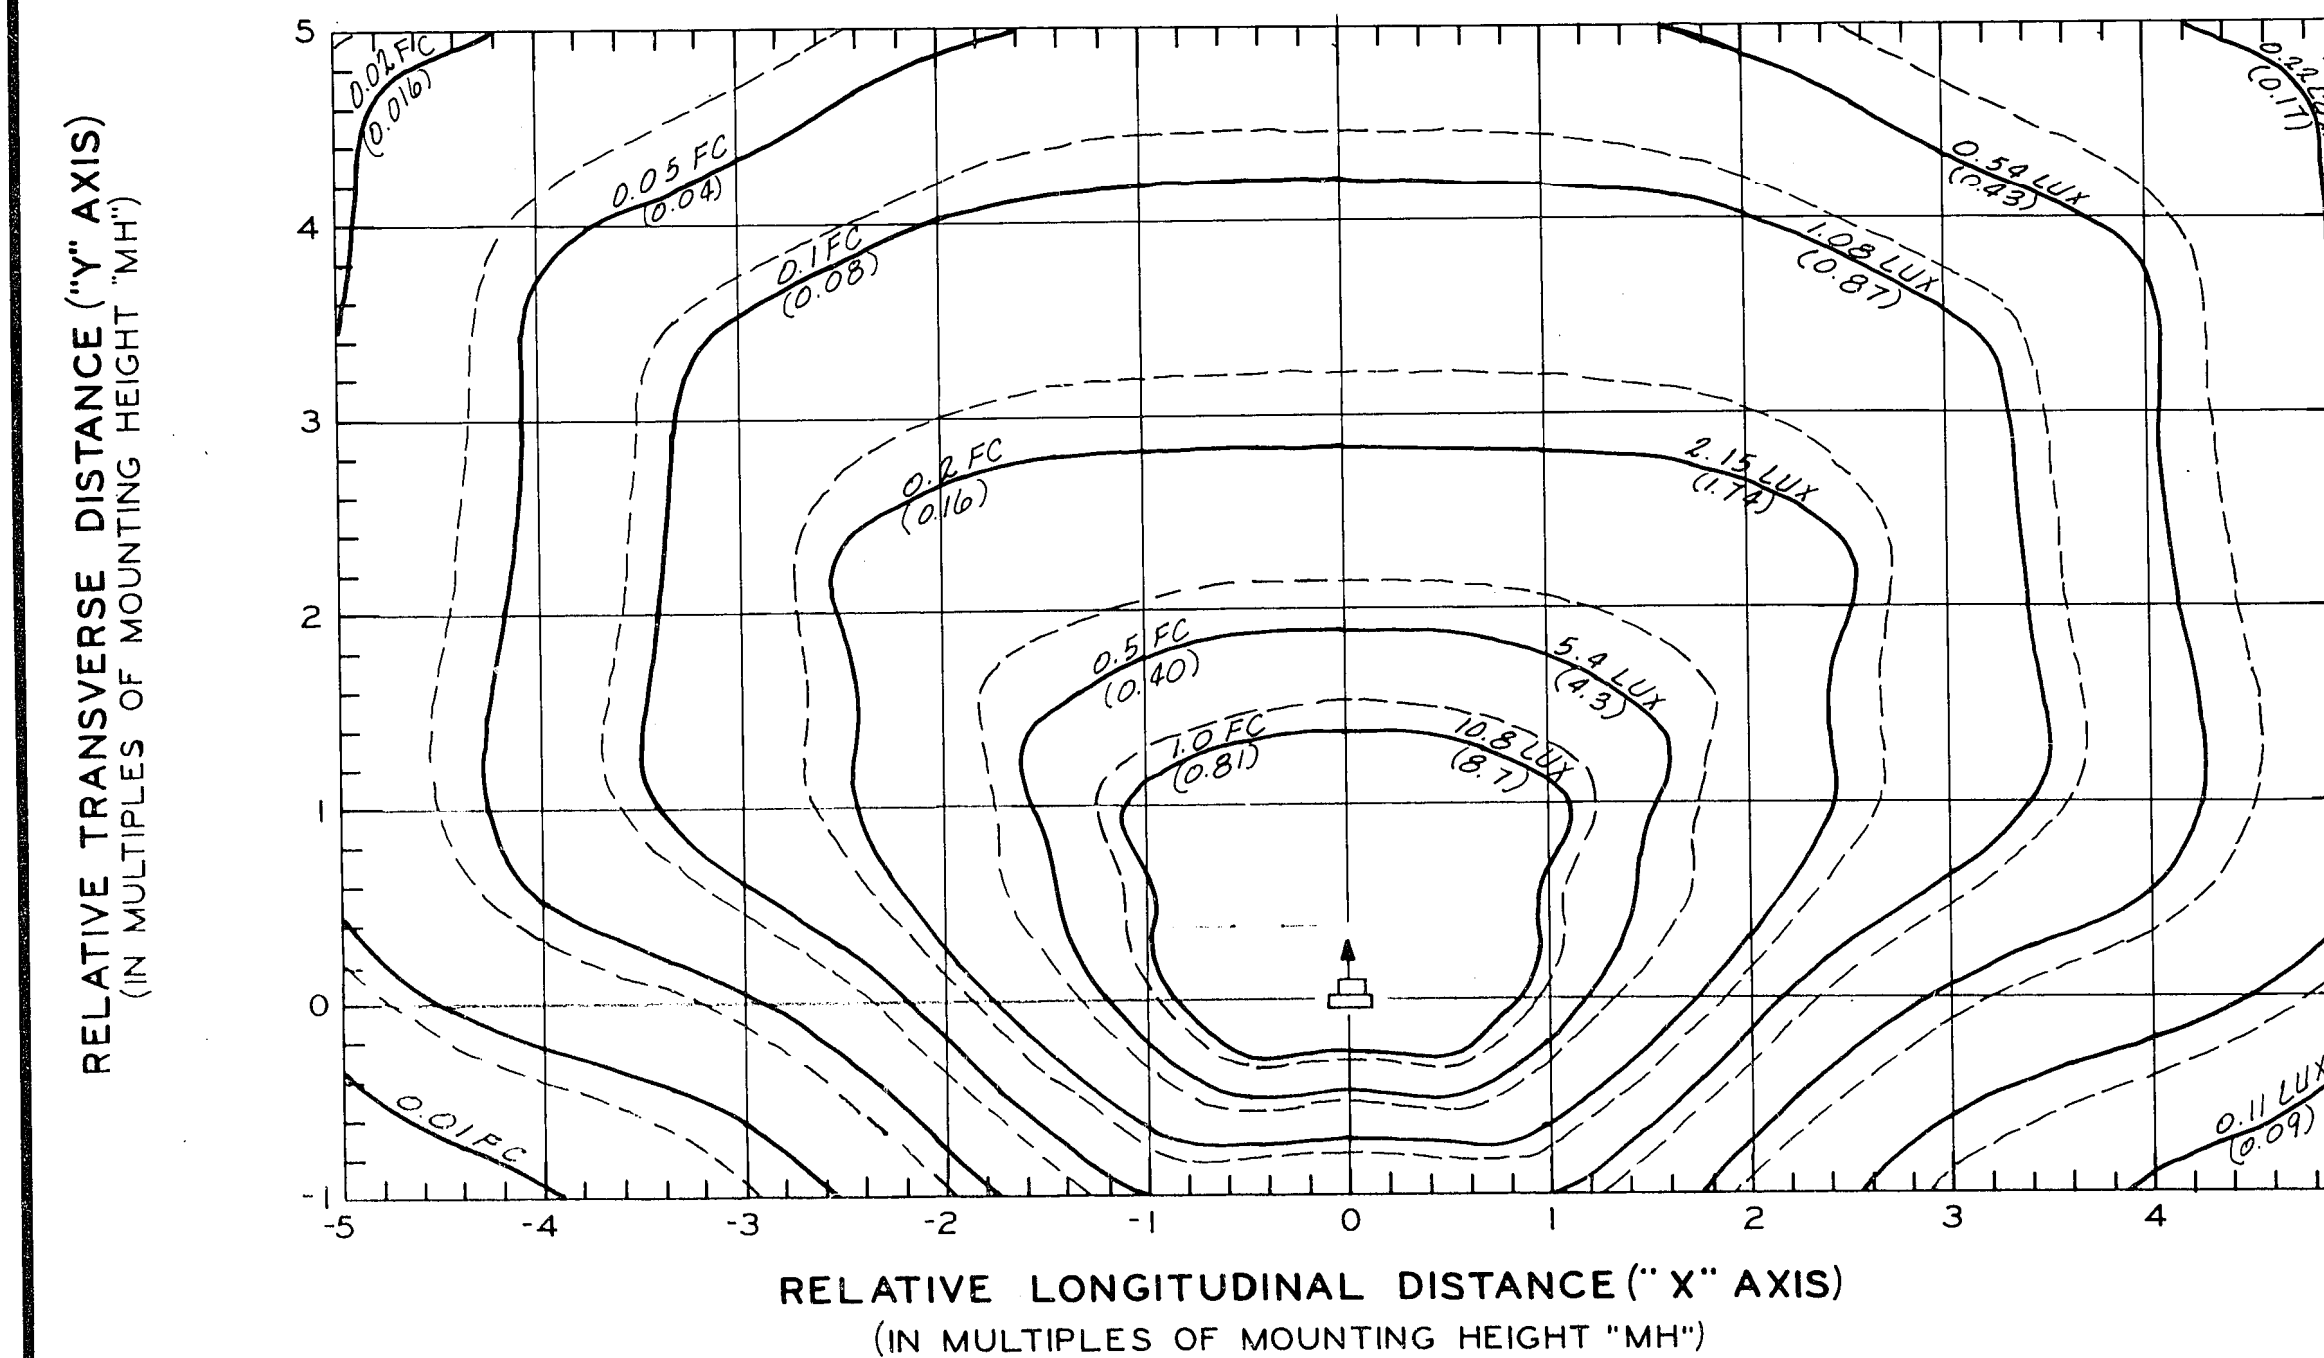 RELATIVE TRANSVERSE DISTANCE ("Y" AXIS)
(IN MULTIPLES OF MOUNTING HEIGHT "MH")
5
4
3
2
1
0
-1
0.02 FC
(0.016)
0.05 FC
(0.04)
0.1 FC
(0.08)
0.2 FC
(0.16)
0.5 FC
(0.40)
1.0 FC
(0.81)
0.01 FC
0.22
(0.17)
0.54 LUX
(0.43)
1.08 LUX
(0.87)
2.15 LUX
(1.74)
5.4 LUX
(4.3)
10.8 LUX
(8.7)
0.11 LUX
(0.09)
-5 -4 -3 -2 -1 0 1 2 3 4
RELATIVE LONGITUDINAL DISTANCE ("X" AXIS)
(IN MULTIPLES OF MOUNTING HEIGHT "MH")